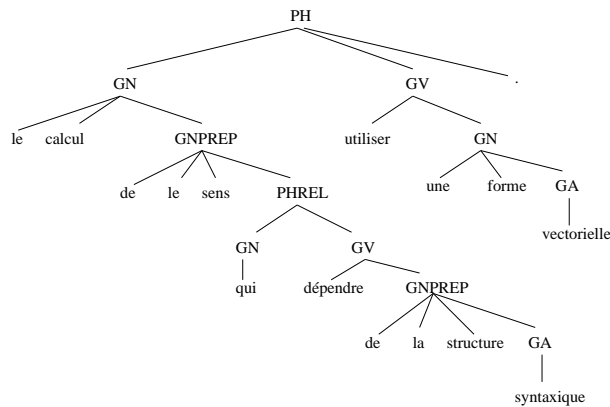 PH
GN GV .
le calcul GNPREP utiliser GN
de le sens PHREL une forme GA
vectorielle
GN GV
qui dépendre GNPREP
de la structure GA
syntaxique